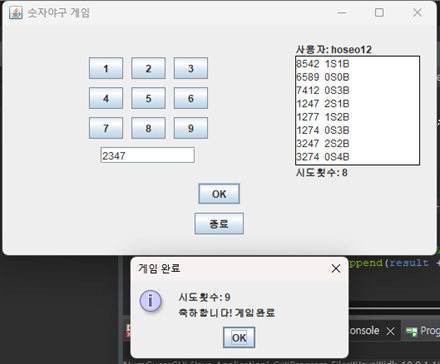 숫자야구 게임
1 2 3
4 5 6
7 8 9
2347
OK
종료
사용자: hoseo12
8542 1S1B
6589 0S0B
7412 0S3B
1247 2S1B
1277 1S2B
1274 0S3B
3247 2S2B
3274 0S4B
시도횟수: 8
append(result +
게임 완료
시도횟수: 9
축하합니다! 게임완료
OK
Console